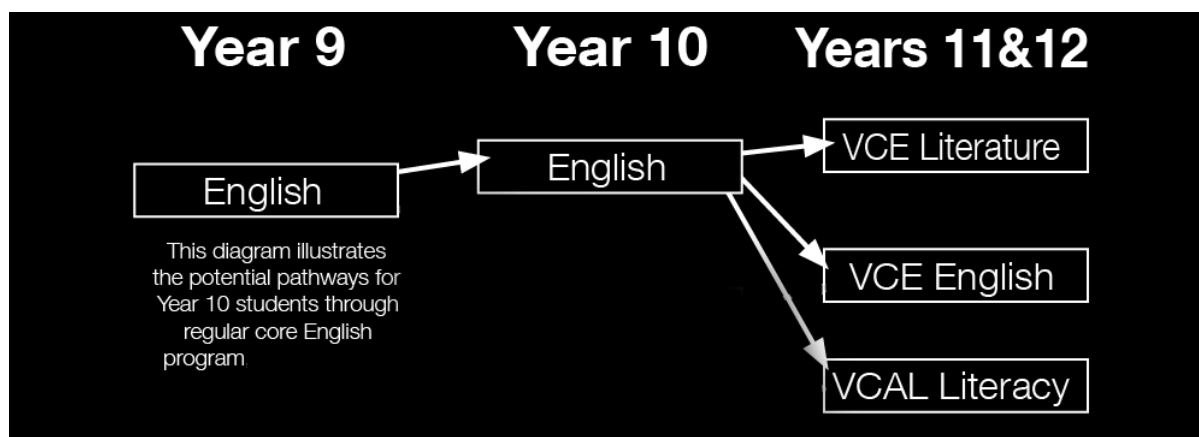 Year 9
Year 10
Years 11&12
English
This diagram illustrates
the potential pathways for
Year 10 students through
regular core English
program.
English
VCE Literature
VCE English
VCAL Literacy